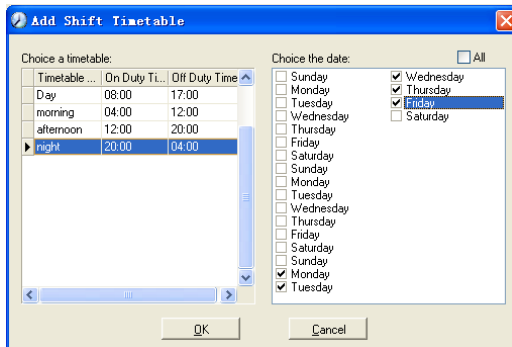 Add Shift Timetable
Choice a timetable:
Timetable ... On Duty Ti... Off Duty Time
Day 08:00 17:00
morning 04:00 12:00
afternoon 12:00 20:00
night 20:00 04:00
Choice the date:
All
Sunday
Monday
Tuesday
Wednesday
Thursday
Friday
Saturday
Sunday
Monday
Tuesday
Wednesday
Thursday
Friday
Saturday
Sunday
Monday
Tuesday
Wednesday
Thursday
Friday
Saturday
OK
Cancel